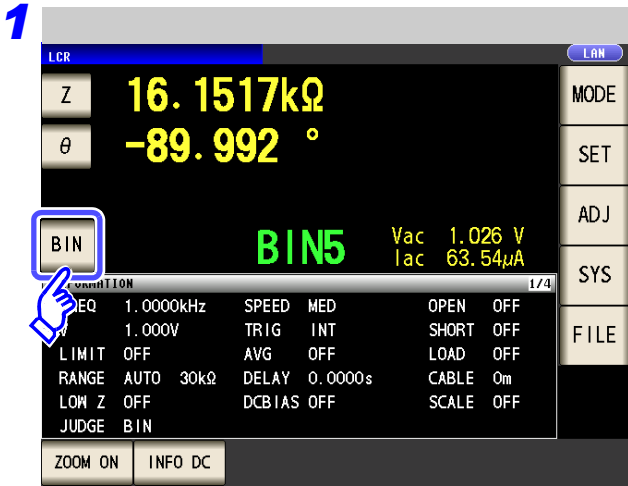 1
LCR
LAN
Z 16.1517kΩ
θ -89.992 °
MODE
SET
ADJ
SYS
FILE
BIN
BIN5
Vac 1.026 V
Iac 63.54µA
1/4
1.0000kHz SPEED MED OPEN OFF
1.000V TRIG INT SHORT OFF
LIMIT OFF AVG OFF LOAD OFF
RANGE AUTO 30kΩ DELAY 0.0000s CABLE 0m
LOW Z OFF DCBIAS OFF SCALE OFF
JUDGE BIN
ZOOM ON INFO DC